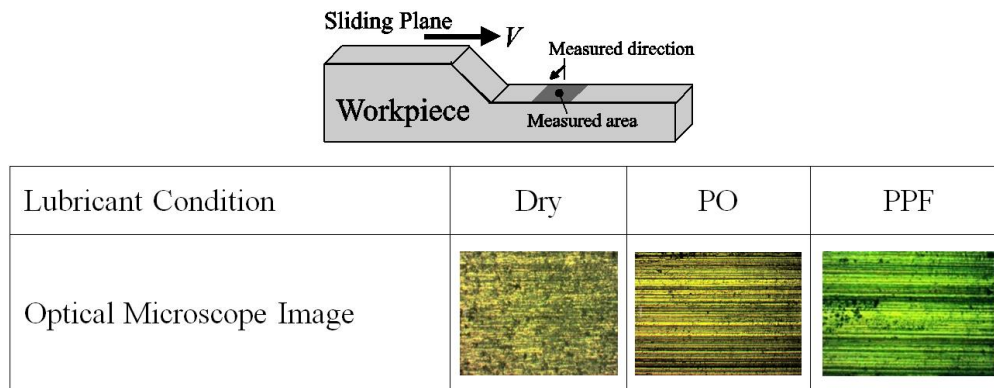 Sliding Plane
V
Measured direction
Workpiece
Measured area
Lubricant Condition Dry PO PPF
Optical Microscope Image